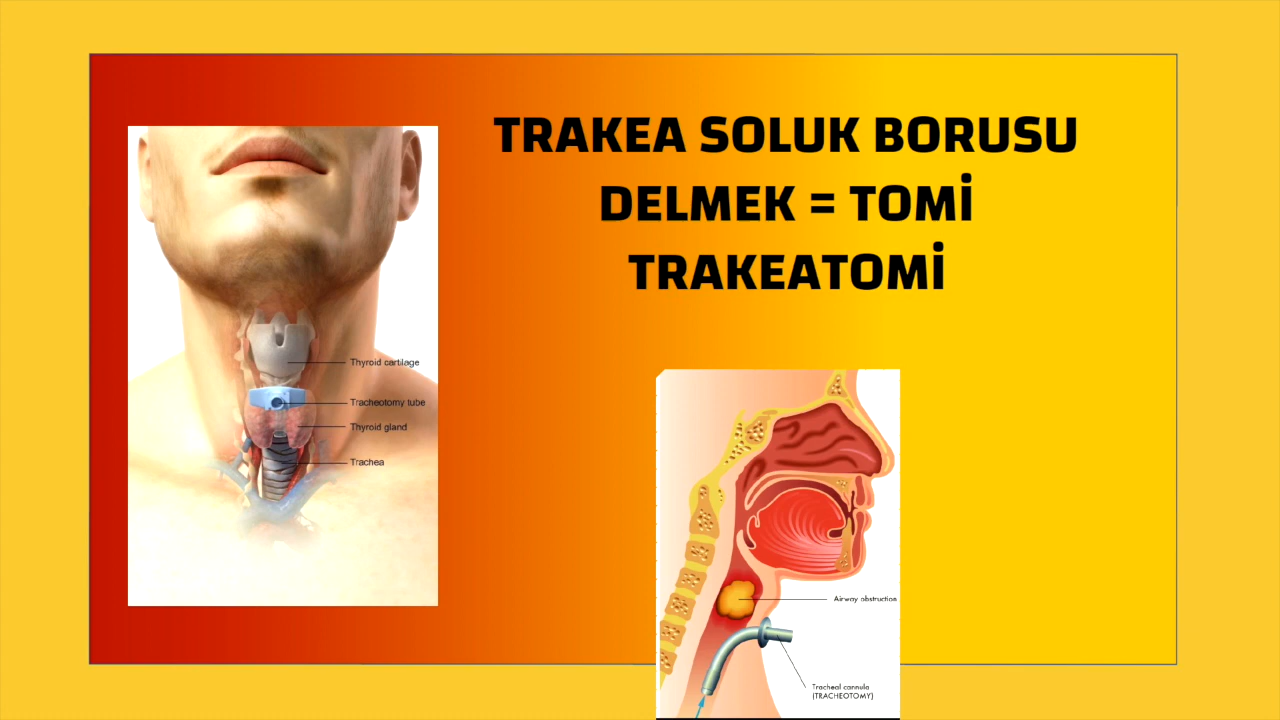 TRAKEA SOLUK BORUSU
DELMEK = TOMİ
TRAKEATOMİ
Thyroid cartilage
Tracheotomy tube
Thyroid gland
Trachea
Airway obstruction
Tracheal cannula
(TRACHEOTOMY)